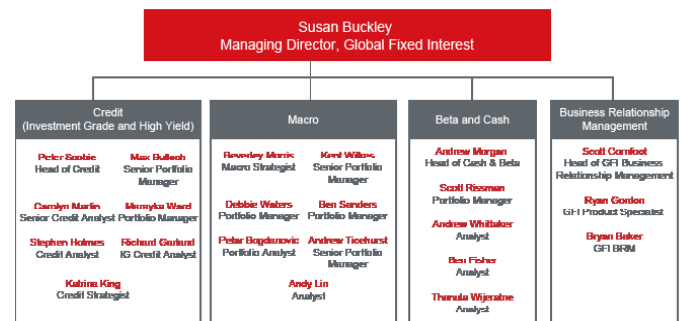 Susan Buckley
Managing Director, Global Fixed Interest
Credit
(Investment Grade and High Yield)
Peter
Head of Credit
Max Bulloch
Senior Portfolio
Manager
Carolyn Martin
Senior Credit Analyst
Ward
Portfolio Manager
Stephen Holmes
Credit Analyst
Richard Garland
IG Credit Analyst
Katrina King
Credit Strategist
Macro
Beverley Morris
Macro Strategist
Kent Wilkes
Senior Portfolio
Manager
Debbie Waters
Portfolio Manager
Ben Sanders
Portfolio Manager
Peter Bogdanovic
Portfolio Analyst
Andrew Ticehurst
Senior Portfolio
Manager
Andy Lin
Analyst
Beta and Cash
Andrew Morgan
Head of Cash & Beta
Scott Rissman
Portfolio Manager
Andrew Whittaker
Analyst
Ben Fisher
Analyst
Wijeratne
Analyst
Business Relationship
Management
Scott Cornfoot
Head of GFI Business
Relationship Management
Ryan Gordon
GFI Product Specialist
Bryan Baker
GFI BRM